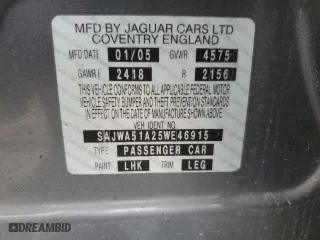 MFD BY JAGUAR CARS LTD
COVENTRY ENGLAND
MFD DATE 01/05 GVWR 4575
GAWR F 2418 R 2156
THIS VEHICLE CONFORMS TO ALL APPLICABLE FEDERAL MOTOR
VEHICLE SAFETY, BUMPER AND THEFT PREVENTION STANDARDS
IN EFFECT ON THE DATE OF MANUFACTURE SHOWN ABOVE
VEH. IDENT NO.
SAJWA51A25WE46915
TYPE PASSENGER CAR
PAINT LHK TRIM LEG